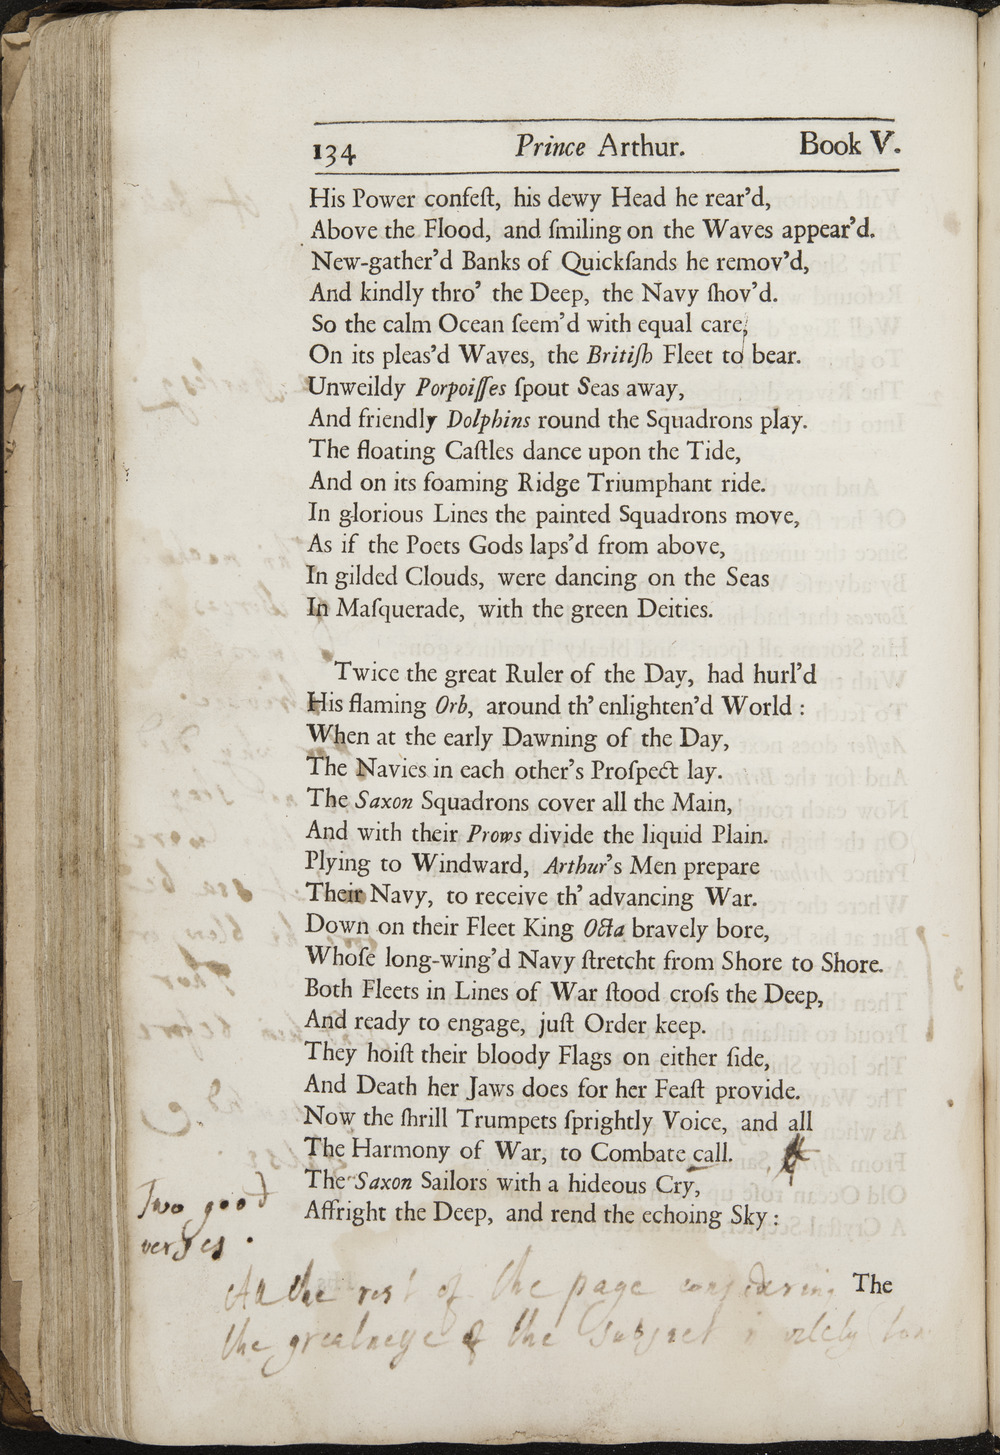 134 Prince Arthur. Book V.
His Power confeſt, his dewy Head he rear’d,
Above the Flood, and ſmiling on the Waves appear’d.
New-gather’d Banks of Quickſands he remov’d,
And kindly thro’ the Deep, the Navy ſhov’d.
So the calm Ocean ſeem’d with equal care,
On its pleas’d Waves, the Britiſh Fleet to bear.
Unweildy Porpoiſſes ſpout Seas away,
And friendly Dolphins round the Squadrons play.
The floating Caſtles dance upon the Tide,
And on its foaming Ridge Triumphant ride.
In glorious Lines the painted Squadrons move,
As if the Poets Gods laps’d from above,
In gilded Clouds, were dancing on the Seas
In Maſquerade, with the green Deities.
Twice the great Ruler of the Day, had hurl’d
His flaming Orb, around th’ enlighten’d World :
When at the early Dawning of the Day,
The Navies in each other’s Proſpect lay.
The Saxon Squadrons cover all the Main,
And with their Prows divide the liquid Plain.
Plying to Windward, Arthur’s Men prepare
Their Navy, to receive th’ advancing War.
Down on their Fleet King Octa bravely bore,
Whoſe long-wing’d Navy ſtretcht from Shore to Shore.
Both Fleets in Lines of War ſtood croſs the Deep,
And ready to engage, juſt Order keep.
They hoiſt their bloody Flags on either ſide,
And Death her Jaws does for her Feaſt provide.
Now the ſhrill Trumpets ſprightly Voice, and all
The Harmony of War, to Combate call.
The Saxon Sailors with a hideous Cry,
Affright the Deep, and rend the echoing Sky :
Two good
verses .
All the rest of the page considering
The
the greatnesse of the Subject is vilely